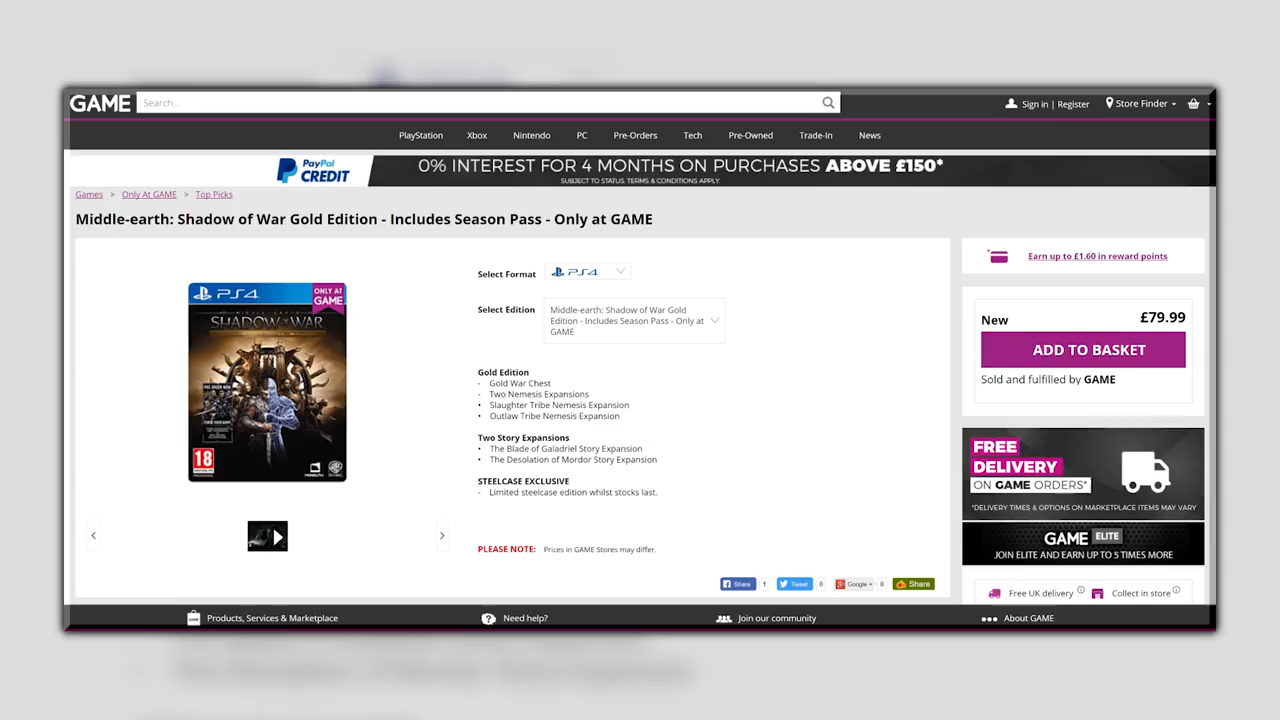 GAME
Search...
Sign in | Register
Store Finder
PlayStation
Xbox
Nintendo
PC
Pre-Orders
Tech
Pre-Owned
Trade-In
News
PayPal
CREDIT
0% INTEREST FOR 4 MONTHS ON PURCHASES ABOVE £150*
SUBJECT TO STATUS. TERMS & CONDITIONS APPLY.
Games > Only At GAME > Top Picks
Middle-earth: Shadow of War Gold Edition - Includes Season Pass - Only at GAME
PS4
ONLY AT
GAME
MIDDLE-EARTH
SHADOW OF WAR
18
Select Format
PS4
Select Edition
Middle-earth: Shadow of War Gold
Edition - Includes Season Pass - Only at
GAME
Gold Edition
- Gold War Chest
- Two Nemesis Expansions
• Slaughter Tribe Nemesis Expansion
• Outlaw Tribe Nemesis Expansion
Two Story Expansions
• The Blade of Galadriel Story Expansion
• The Desolation of Mordor Story Expansion
STEELCASE EXCLUSIVE
- Limited steelcase edition whilst stocks last.
PLEASE NOTE: Prices in GAME Stores may differ.
Share 1
Tweet 0
Google + 0
Share
Earn up to £1.60 in reward points
New £79.99
ADD TO BASKET
Sold and fulfilled by GAME
FREE
DELIVERY
ON GAME ORDERS*
*DELIVERY TIMES & OPTIONS ON MARKETPLACE ITEMS MAY VARY
GAME ELITE
JOIN ELITE AND EARN UP TO 5 TIMES MORE
Free UK delivery
Collect in store
Products, Services & Marketplace
Need help?
Join our community
About GAME